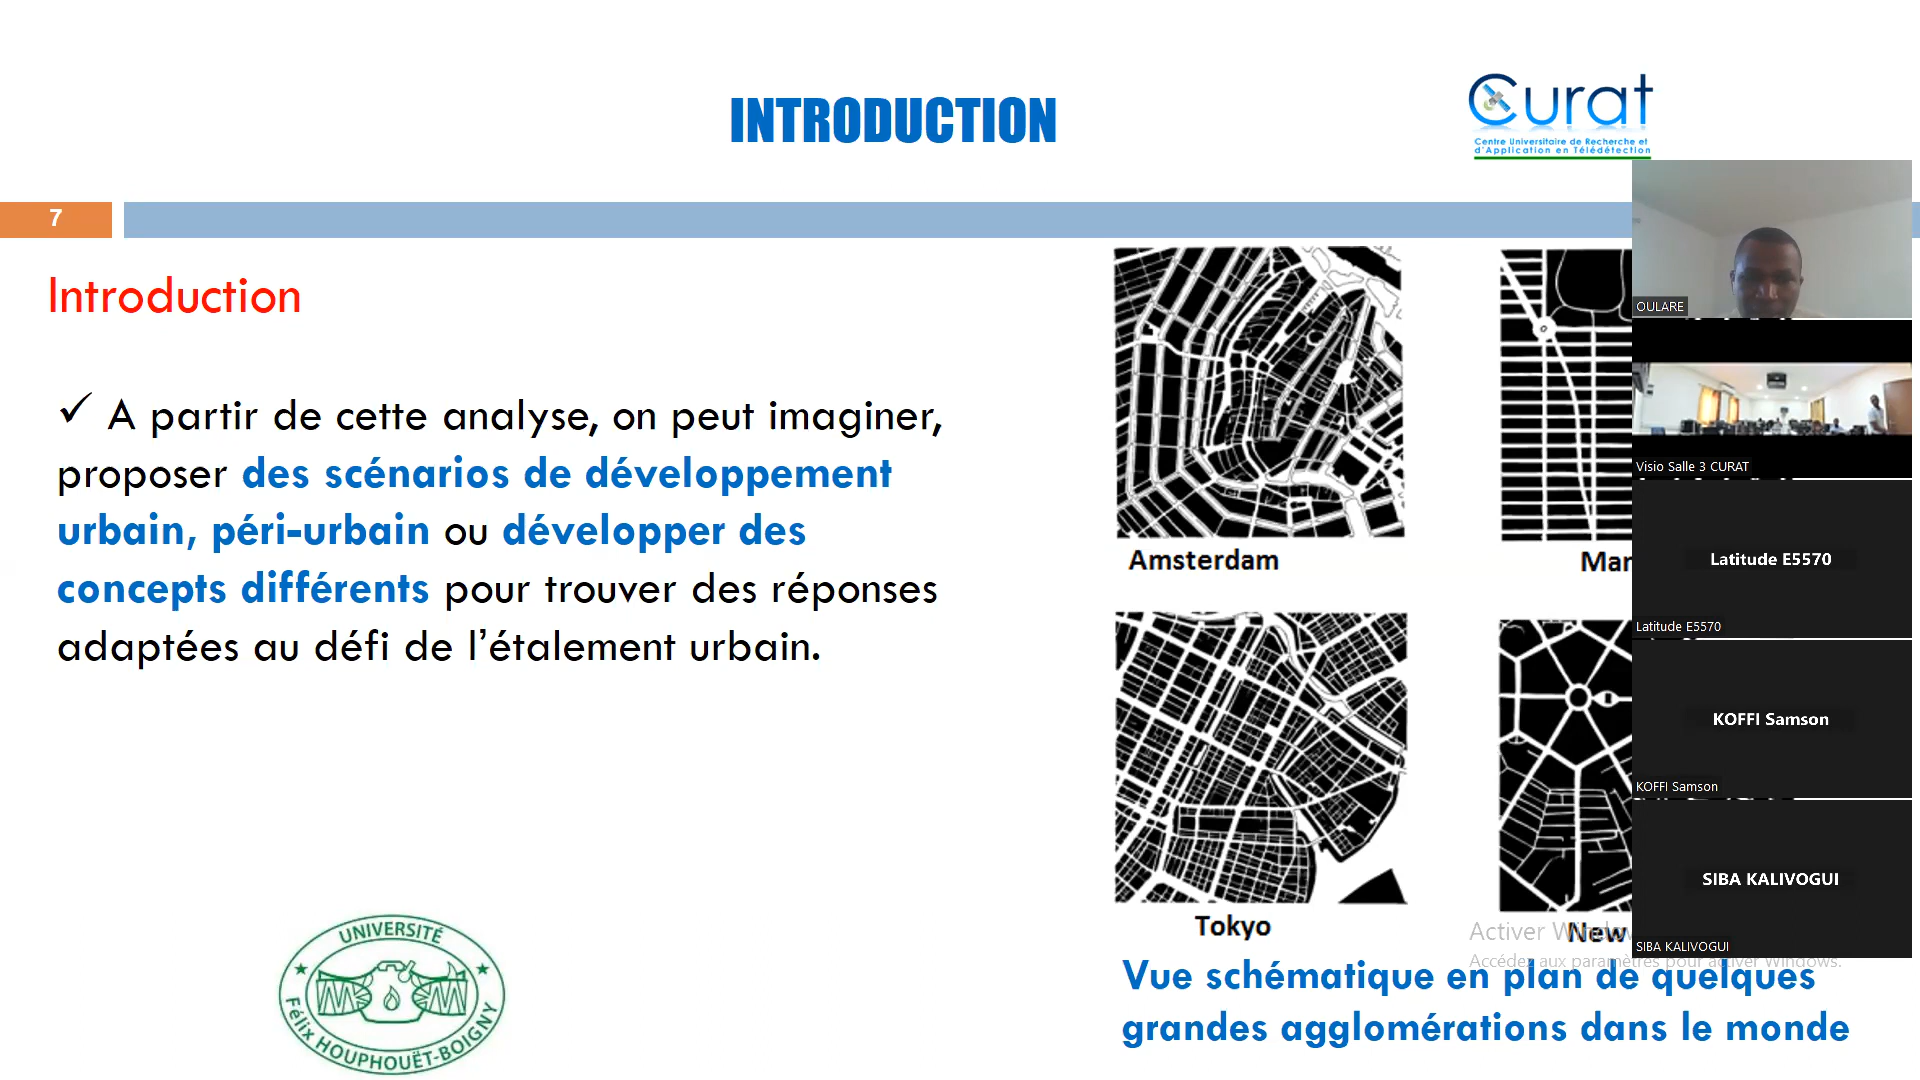 INTRODUCTION
Curat
Centre Universitaire de Recherche et
d'Application en Télédétection
7
Introduction
✓ A partir de cette analyse, on peut imaginer,
proposer des scénarios de développement
urbain, péri-urbain ou développer des
concepts différents pour trouver des réponses
adaptées au défi de l'étalement urbain.
Amsterdam
Mar
Tokyo
New
Vue schématique en plan de quelques
grandes agglomérations dans le monde
Activer Windows
Accédez aux paramètres pour activer Windows.
UNIVERSITÉ
Félix HOUPHOUËT-BOIGNY
OULARE
Visio Salle 3 CURAT
Latitude E5570
Latitude E5570
KOFFI Samson
KOFFI Samson
SIBA KALIVOGUI
SIBA KALIVOGUI